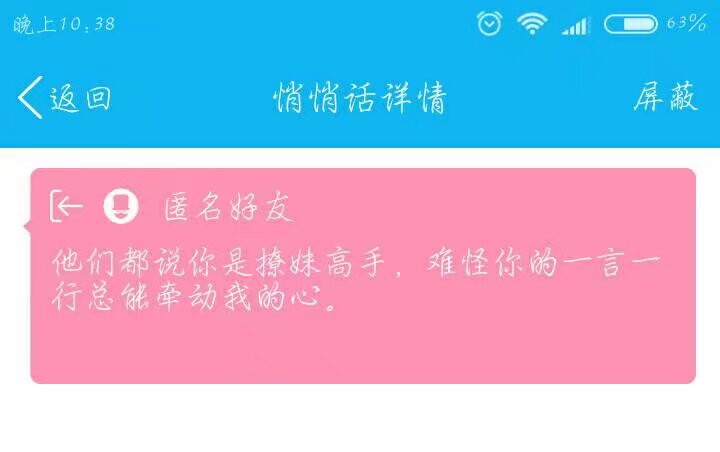 晚上10:38
63%
返回
悄悄话详情
屏蔽
匿名好友
他们都说你是撩妹高手，难怪你的一言一
行总能牵动我的心。